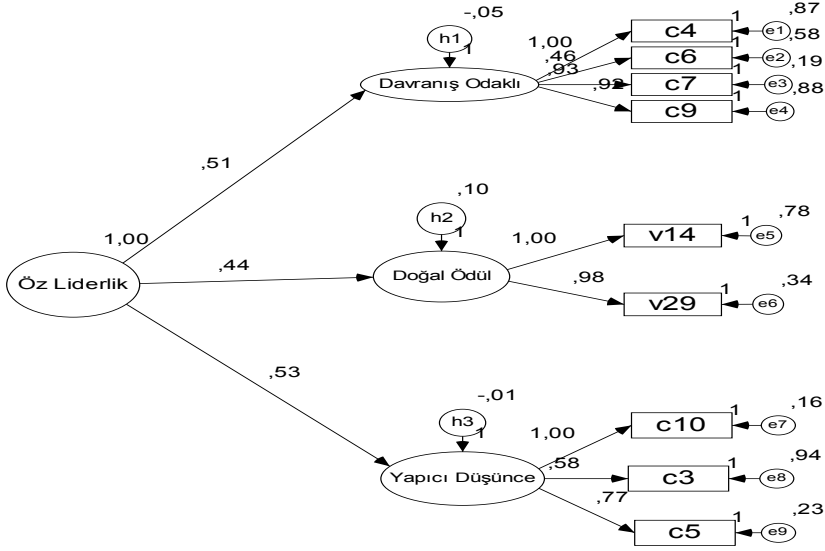 -,05
h1
1
1,00
,46
,93
,92
Davranış Odaklı
c4
1
e1
,87
c6
1
e2
,58
c7
1
e3
,19
c9
1
e4
,88
,51
1,00
Öz Liderlik
,44
,53
,10
h2
1
Doğal Ödül
1,00
,98
v14
1
e5
,78
v29
1
e6
,34
-,01
h3
1
Yapıcı Düşünce
1,00
,58
,77
c10
1
e7
,16
c3
1
e8
,94
c5
1
e9
,23